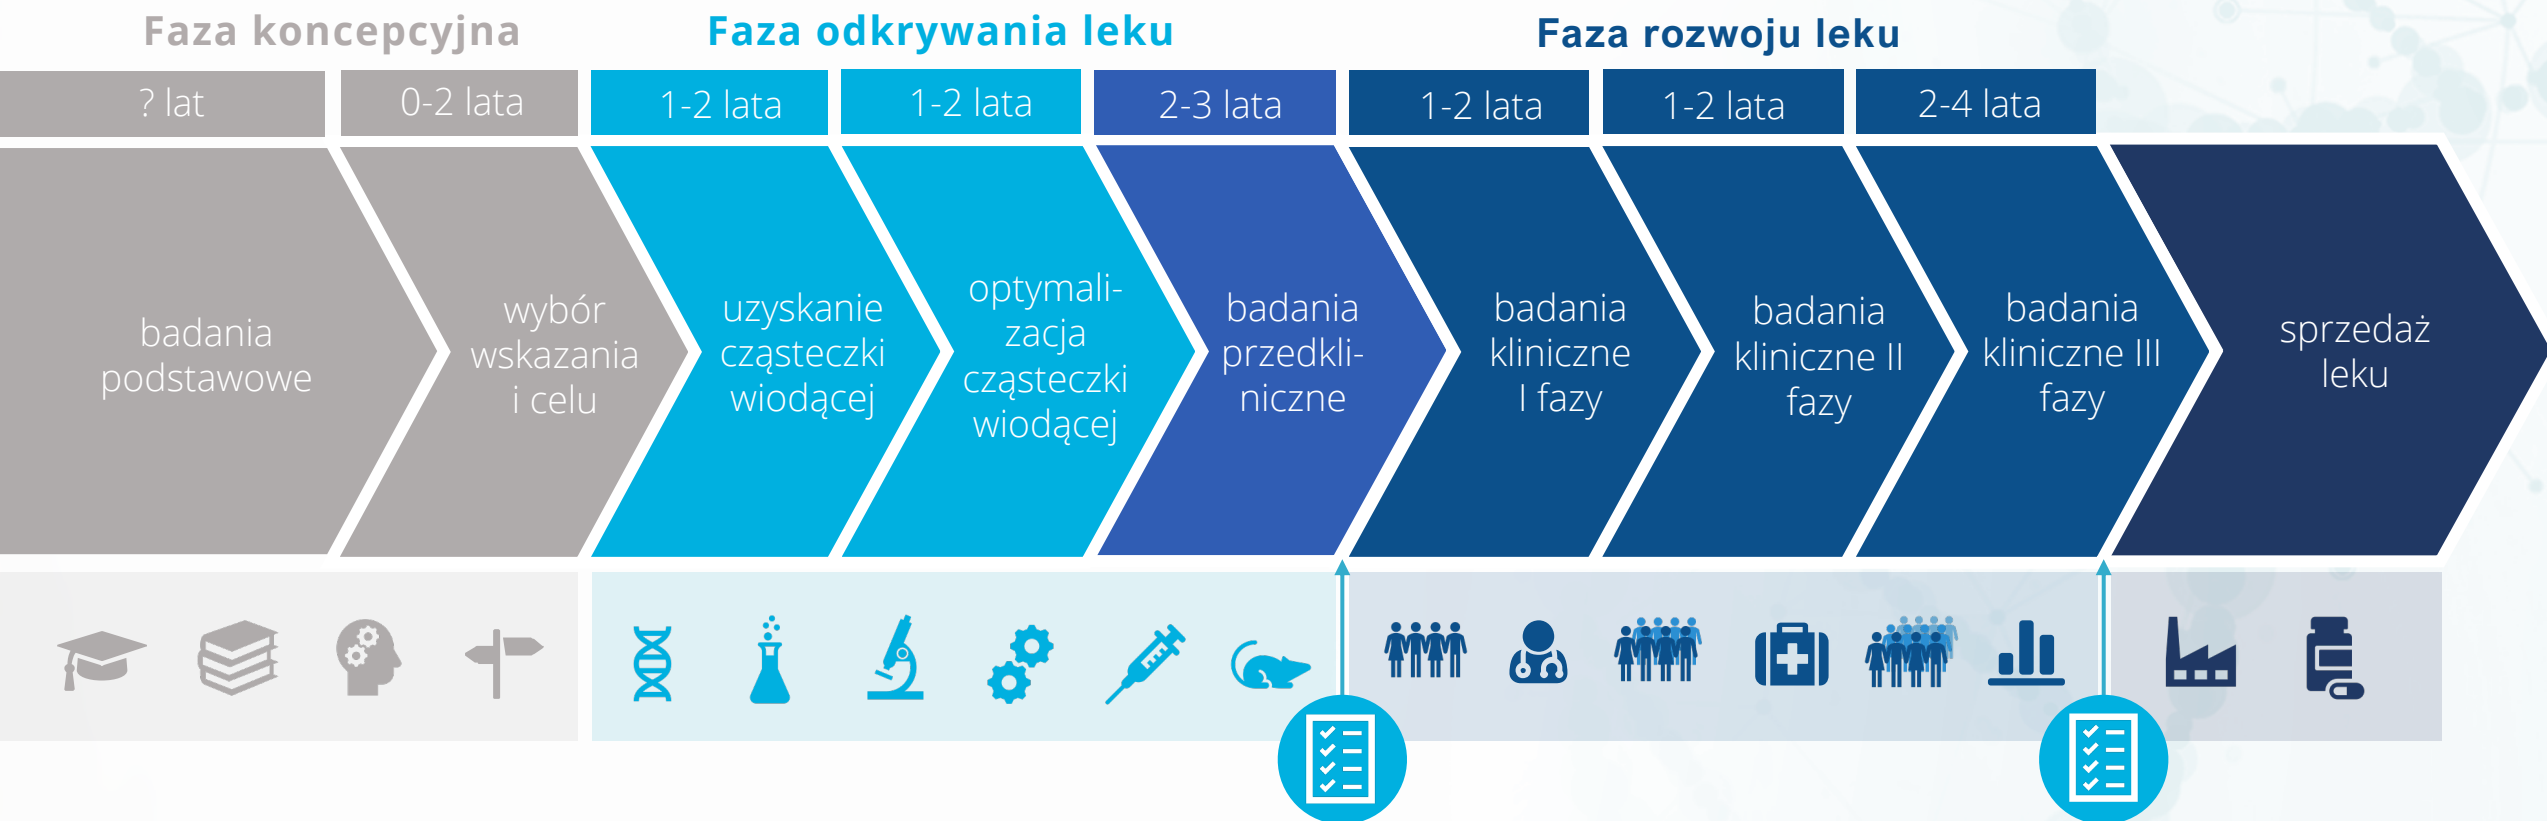 Faza koncepcyjna
Faza odkrywania leku
Faza rozwoju leku
? lat
0-2 lata
1-2 lata
1-2 lata
2-3 lata
1-2 lata
1-2 lata
2-4 lata
badania
podstawowe
wybór
wskazania
i celu
uzyskanie
cząsteczki
wiodącej
optymali-
zacja
cząsteczki
wiodącej
badania
przedkli-
niczne
badania
kliniczne
I fazy
badania
kliniczne II
fazy
badania
kliniczne III
fazy
sprzedaż
leku